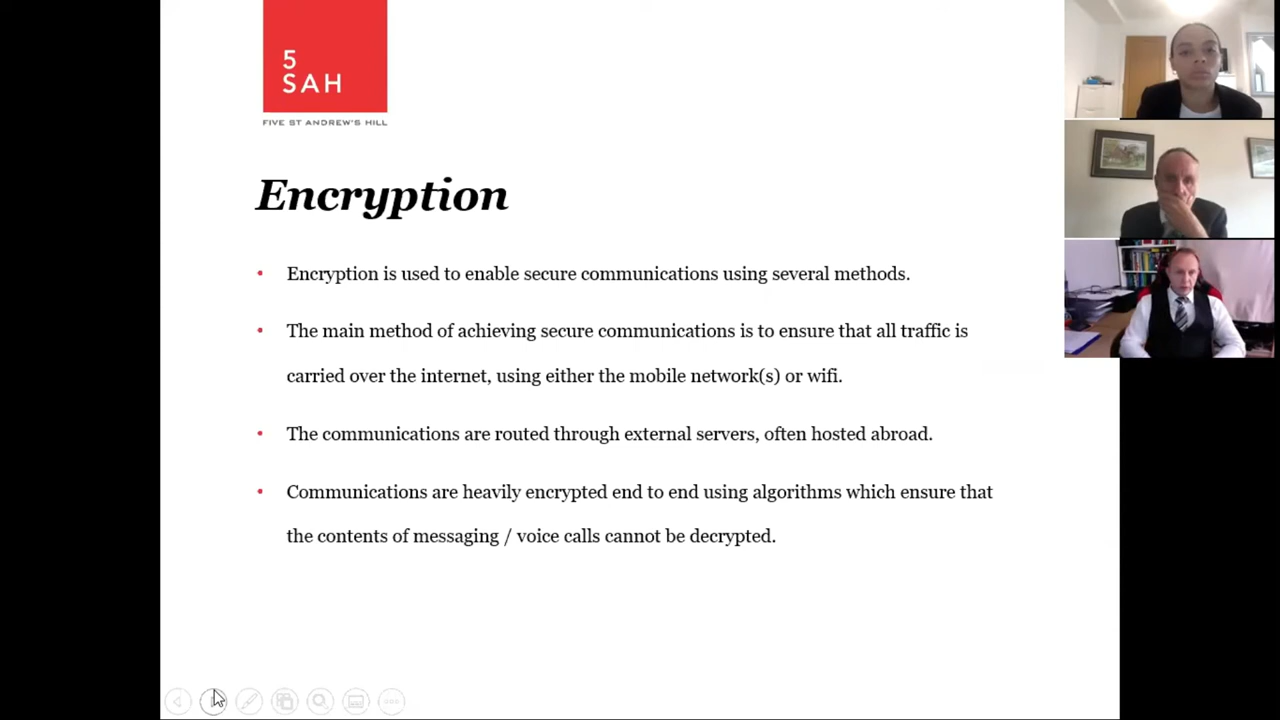 5
SAH
FIVE ST ANDREW'S HILL
Encryption
• Encryption is used to enable secure communications using several methods.
• The main method of achieving secure communications is to ensure that all traffic is
carried over the internet, using either the mobile network(s) or wifi.
• The communications are routed through external servers, often hosted abroad.
• Communications are heavily encrypted end to end using algorithms which ensure that
the contents of messaging / voice calls cannot be decrypted.